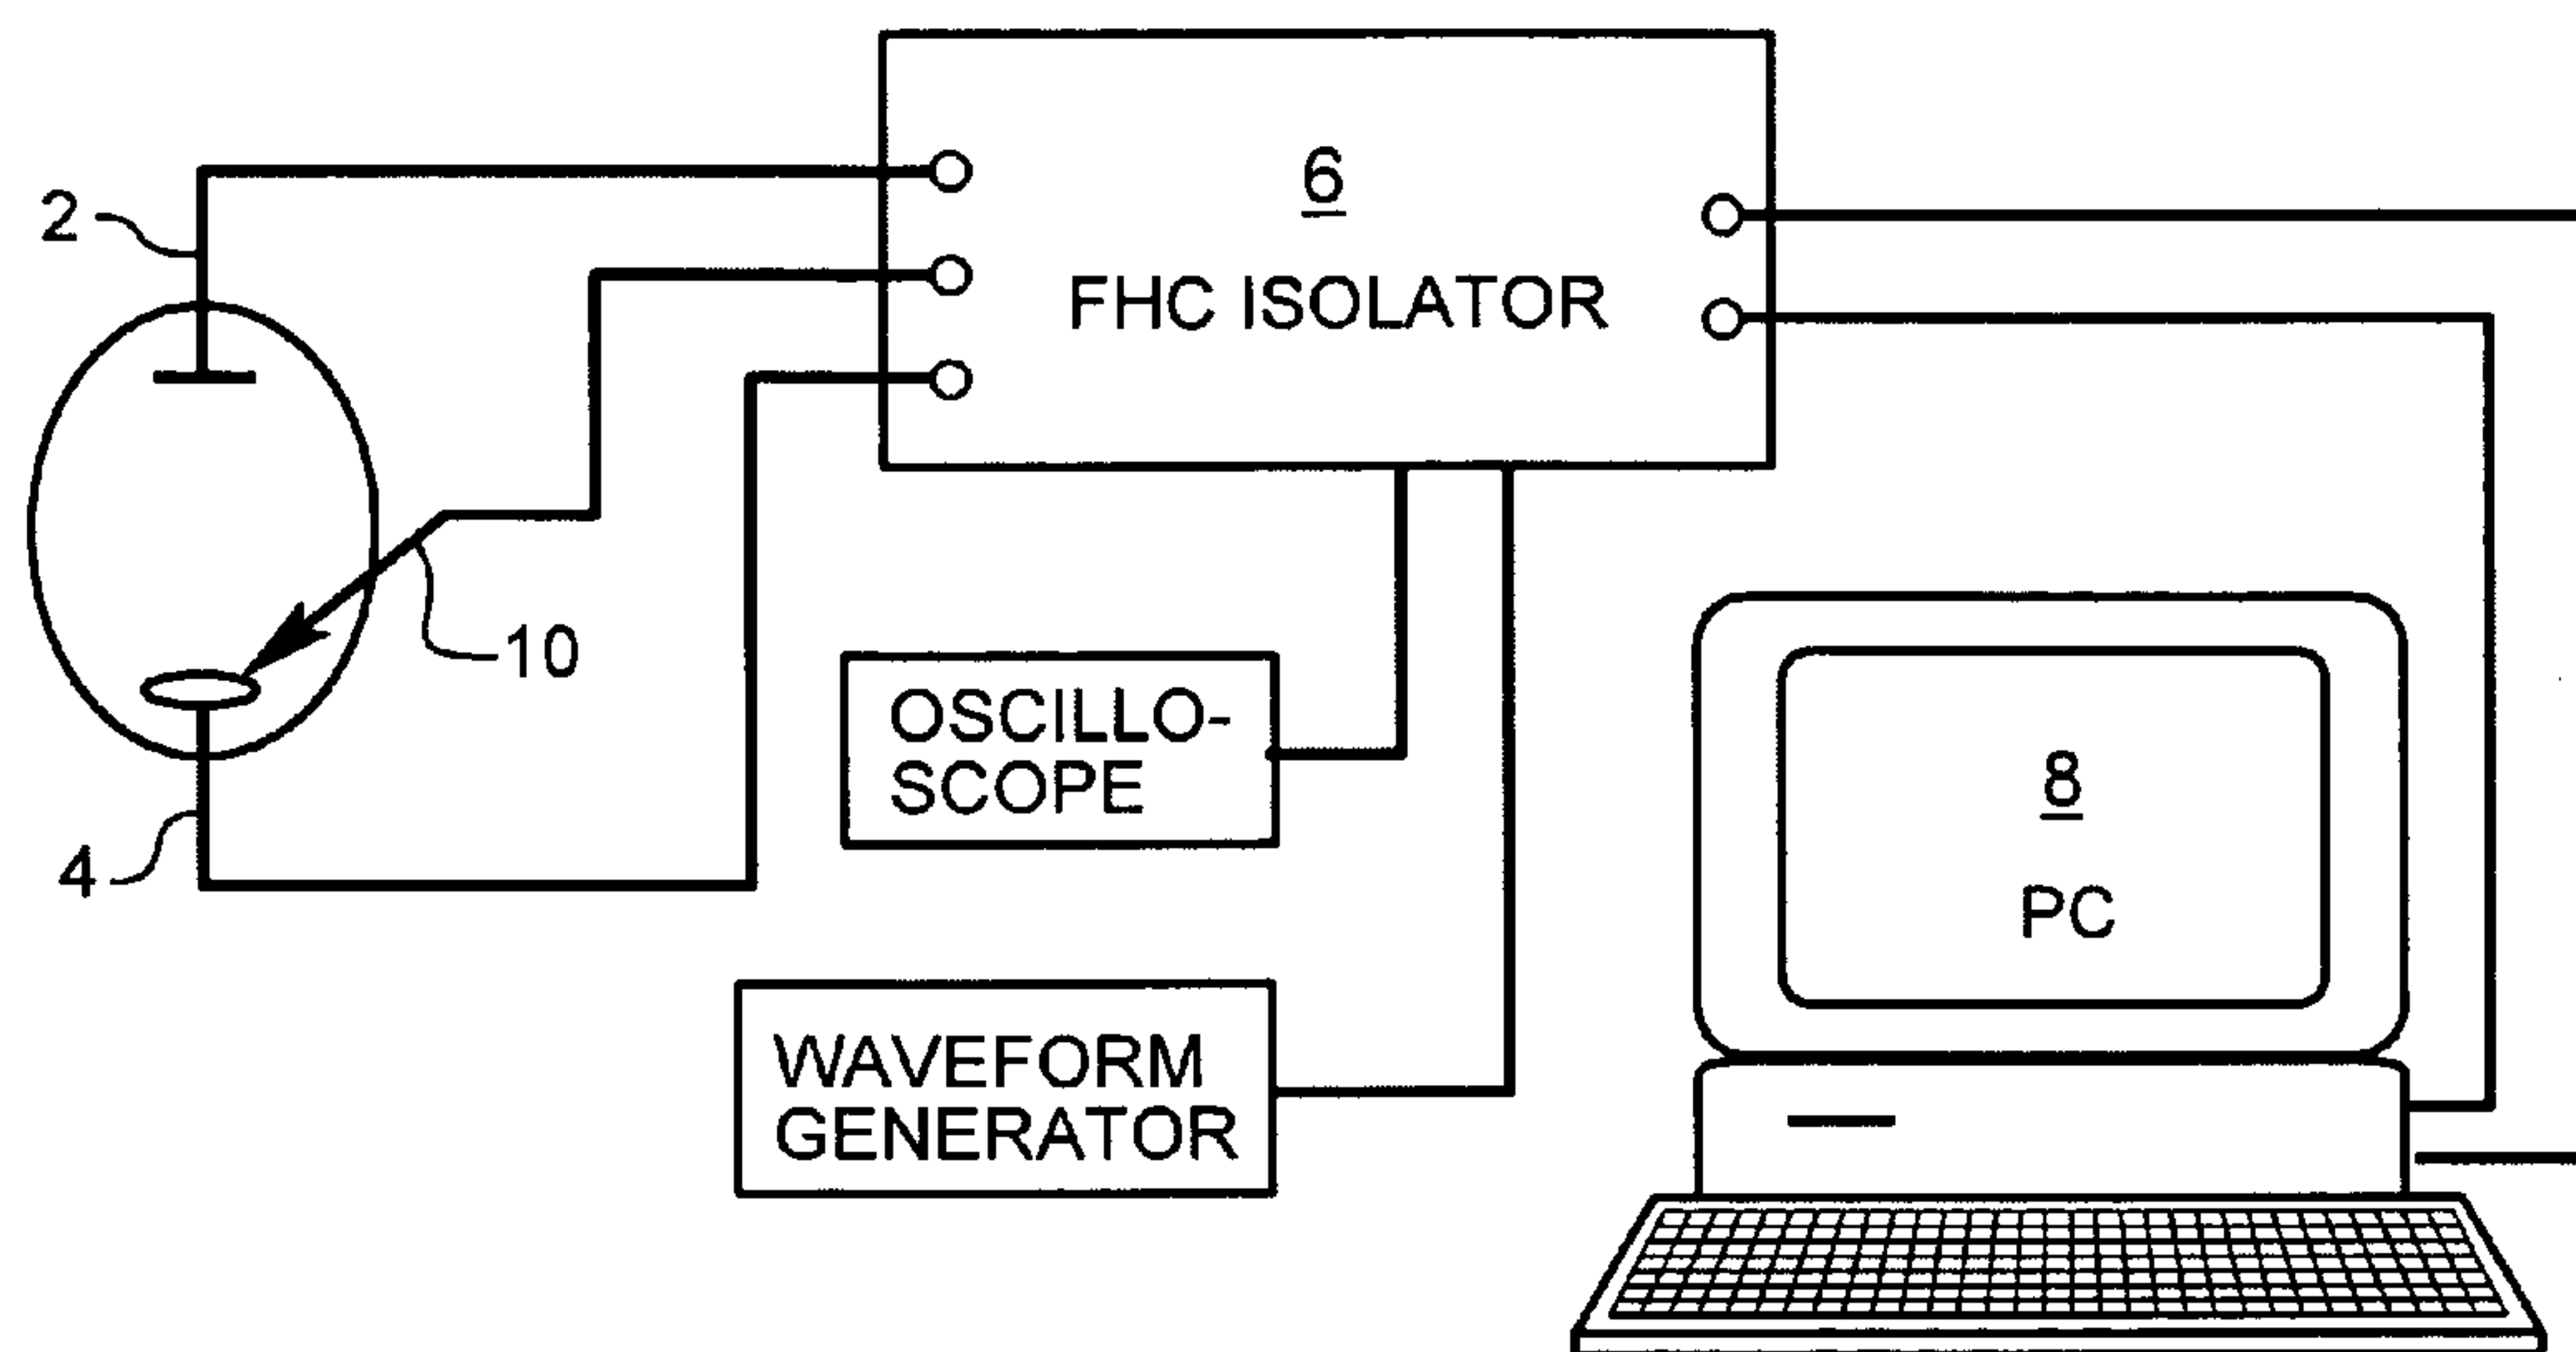 2
6
FHC ISOLATOR
10
OSCILLO-
SCOPE
8
PC
4
WAVEFORM
GENERATOR